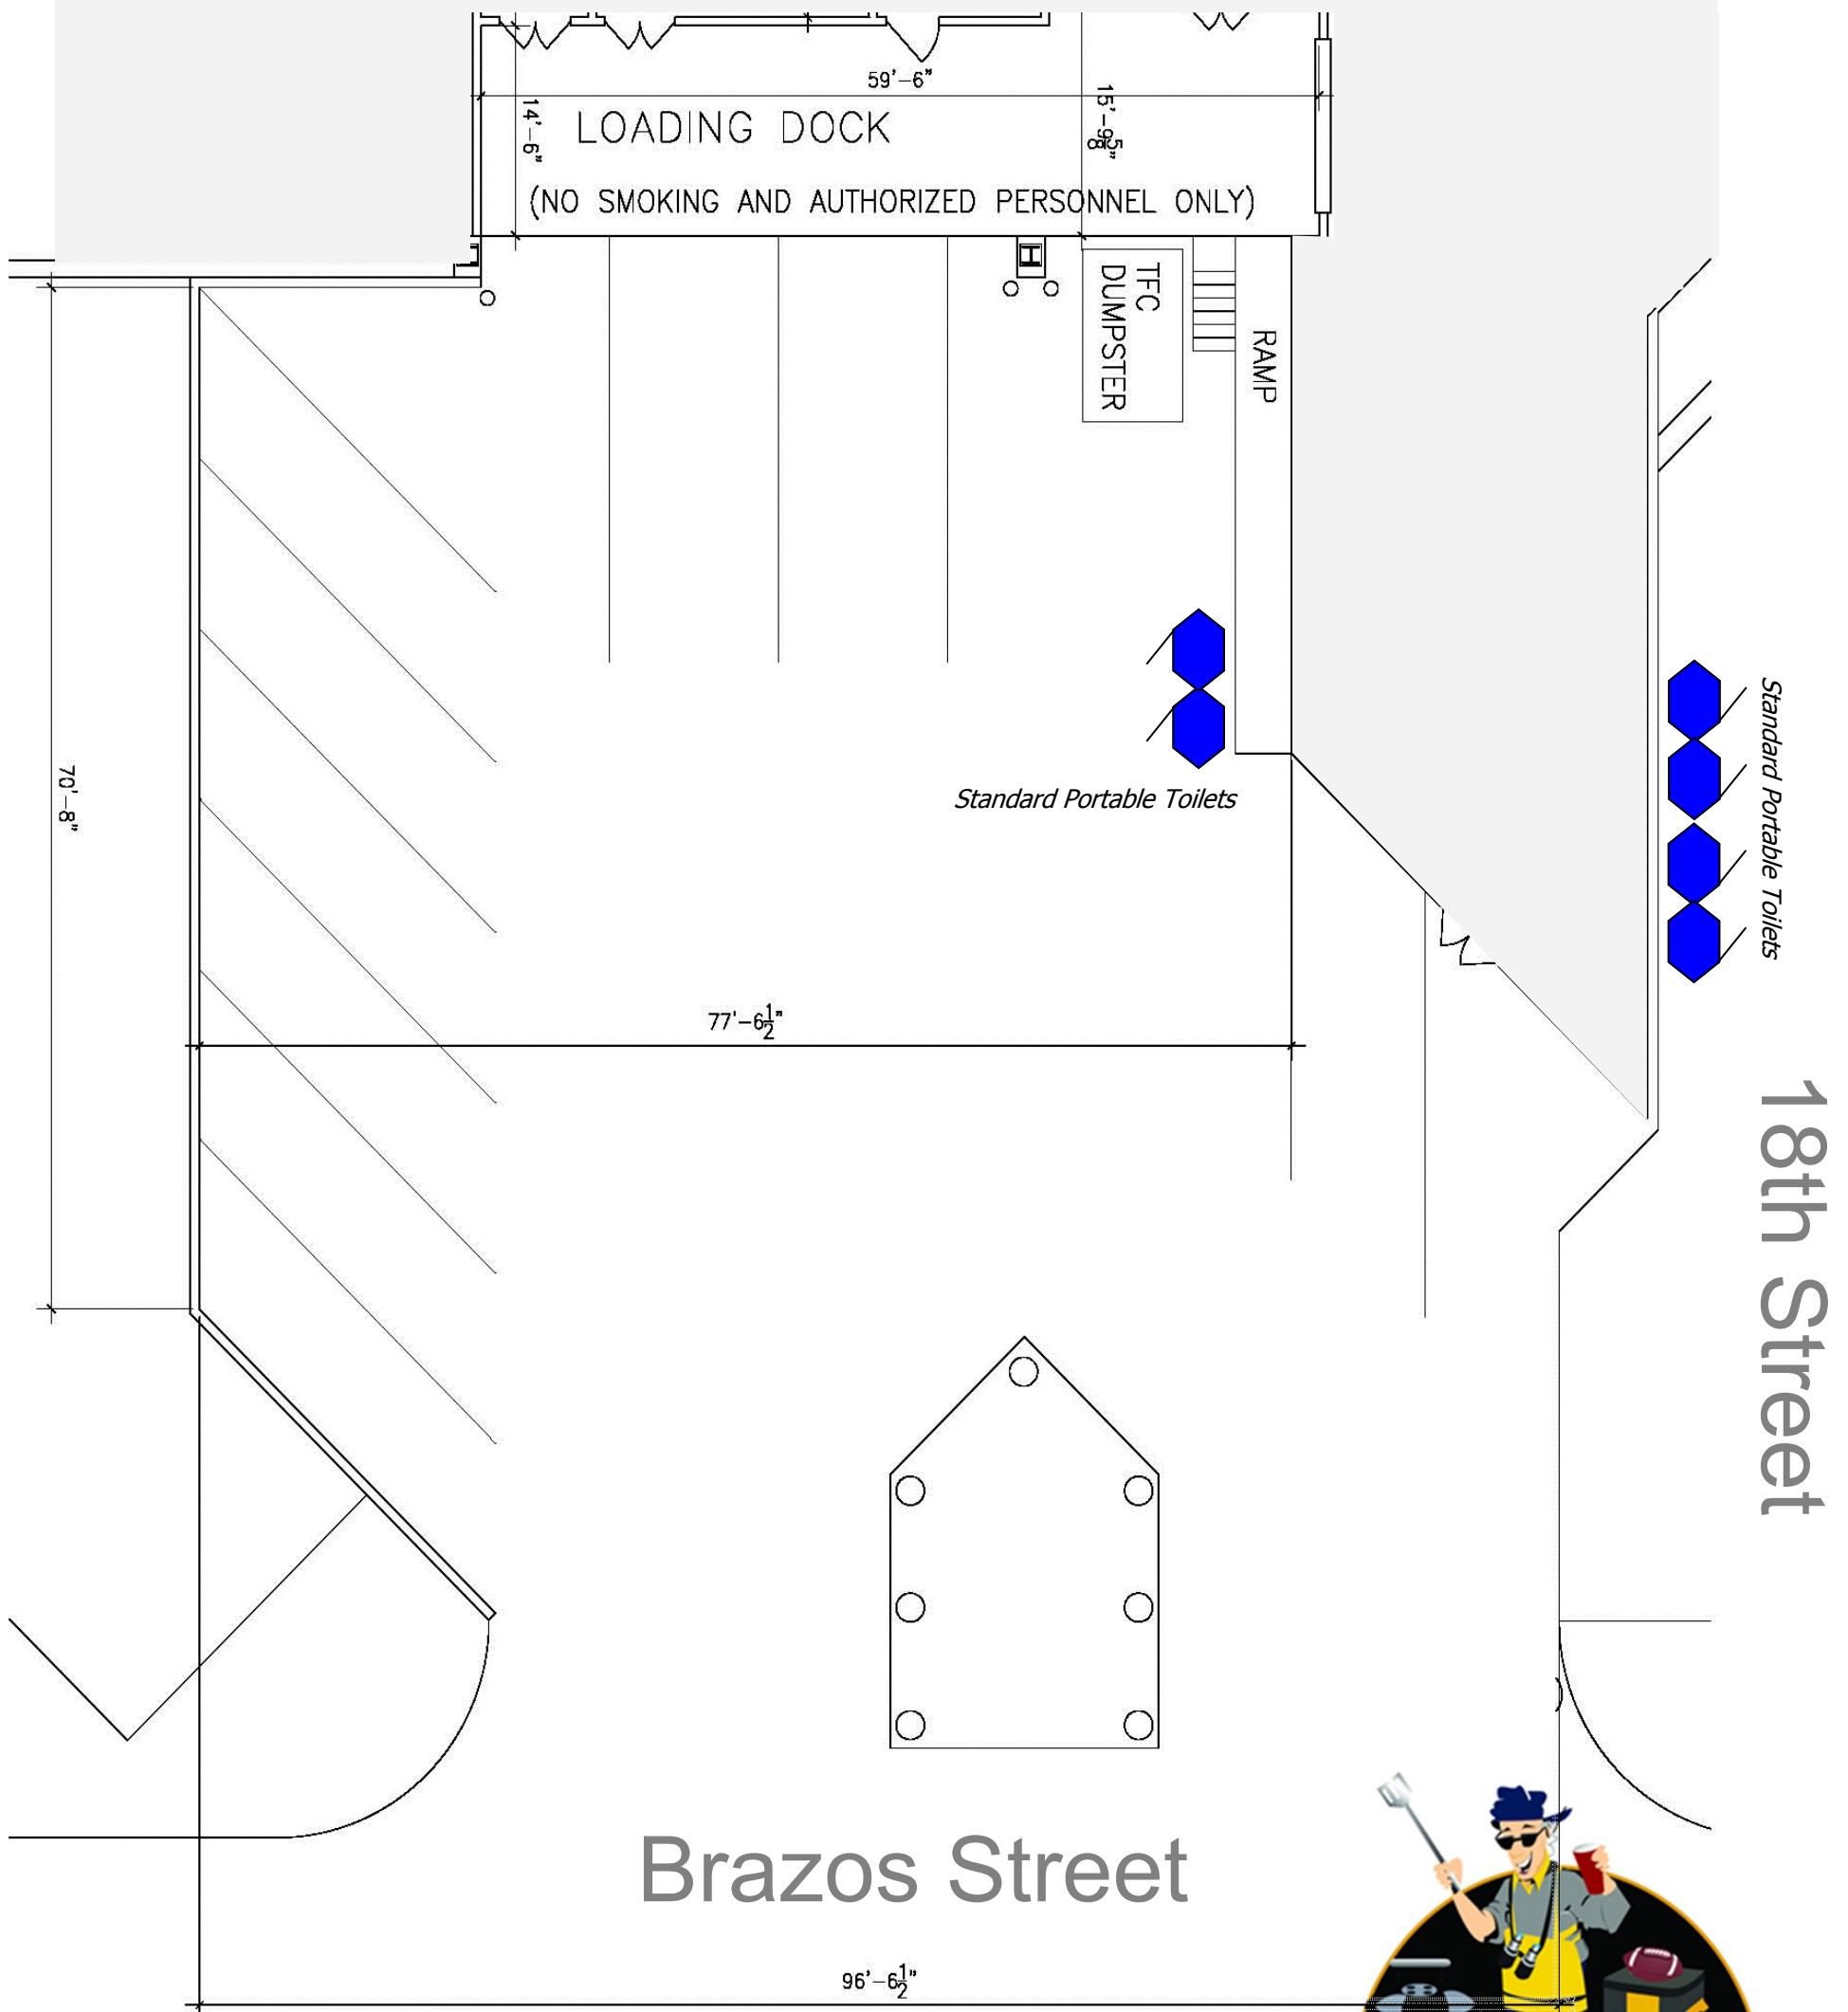 59'-6"
14'-6"
LOADING DOCK
15'-9 5/8"
(NO SMOKING AND AUTHORIZED PERSONNEL ONLY)
H
TFC
DUMPSTER
RAMP
Standard Portable Toilets
Standard Portable Toilets
70'-8"
77'-6 1/2"
18th Street
Brazos Street
96'-6 1/2"